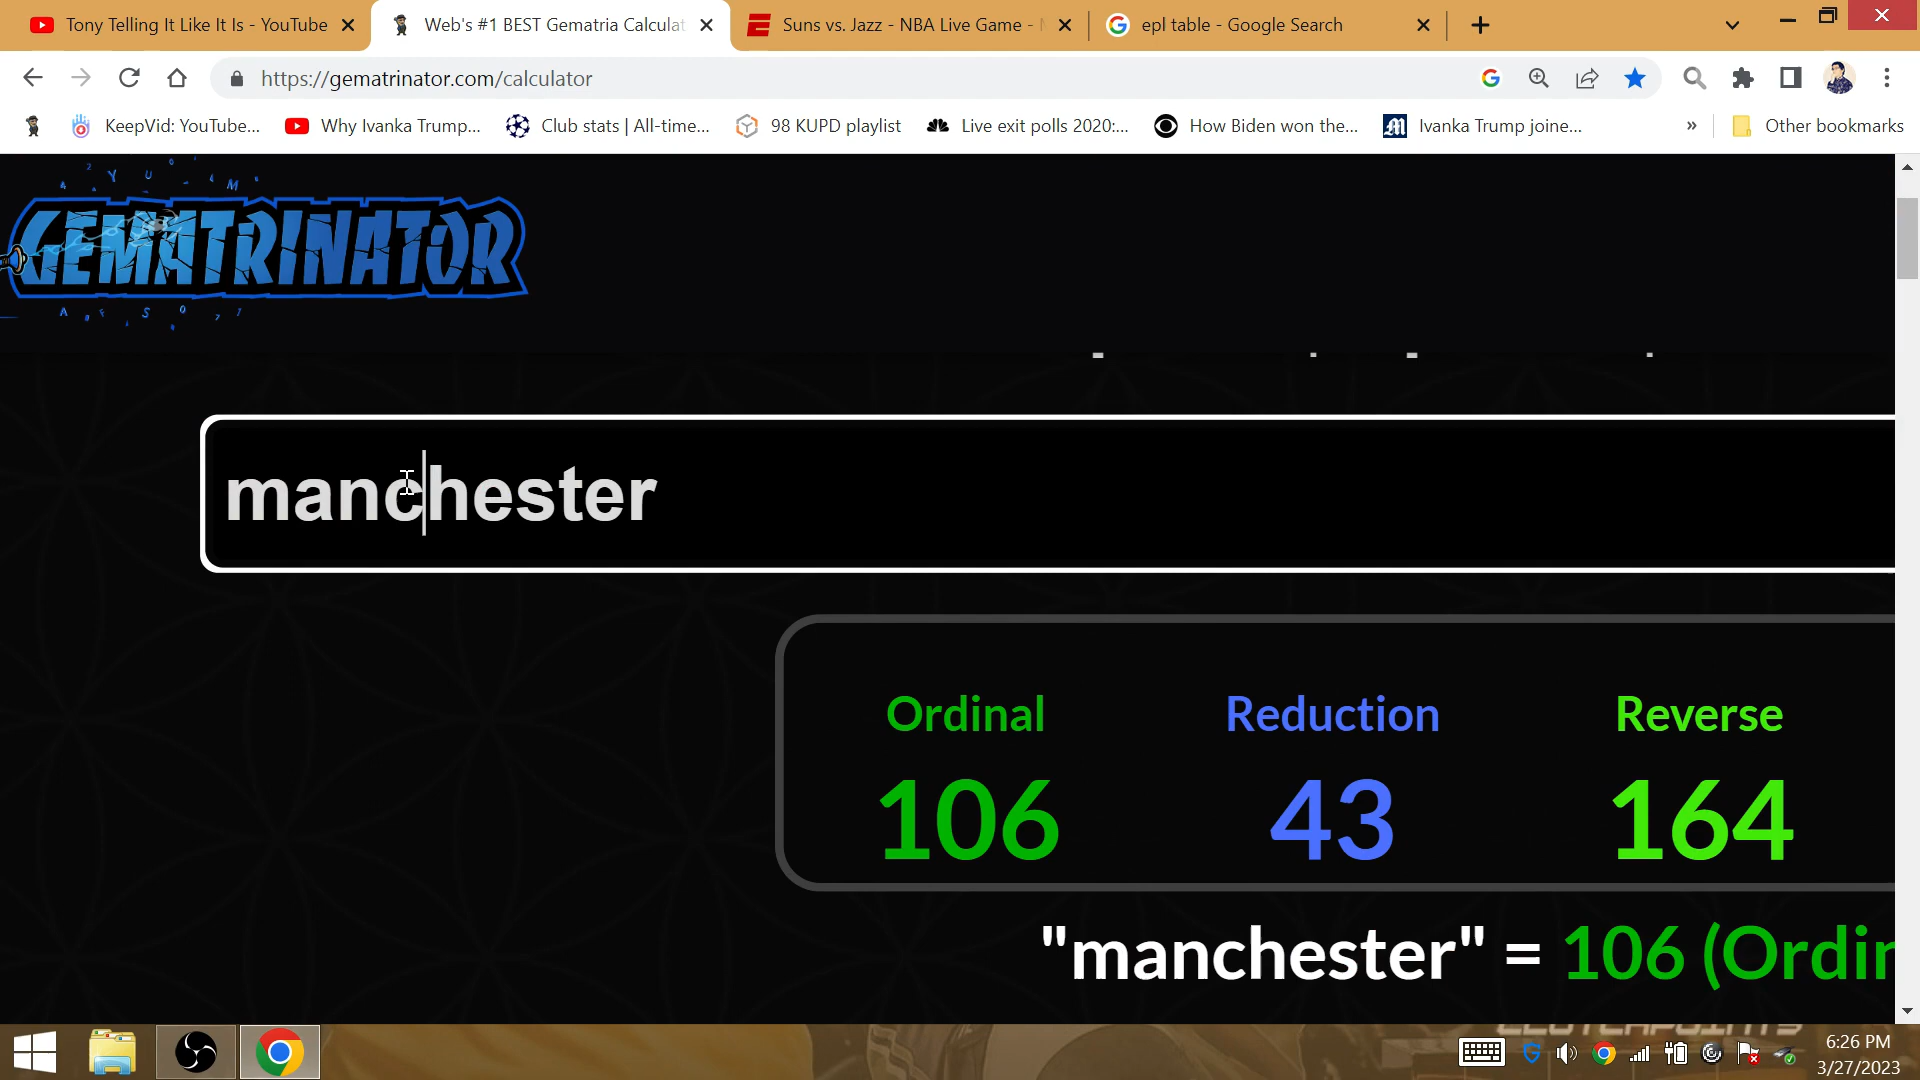 Tony Telling It Like It Is - YouTube
Web's #1 BEST Gematria Calculat
Suns vs. Jazz - NBA Live Game -
epl table - Google Search
https://gematrinator.com/calculator
KeepVid: YouTube...
Why Ivanka Trump...
Club stats | All-time...
98 KUPD playlist
Live exit polls 2020:...
How Biden won the...
Ivanka Trump joine...
»
Other bookmarks
GEMATRINATOR
manchester
Ordinal
Reduction
Reverse
106
43
164
"manchester" = 106 (Ordin
6:26 PM
3/27/2023